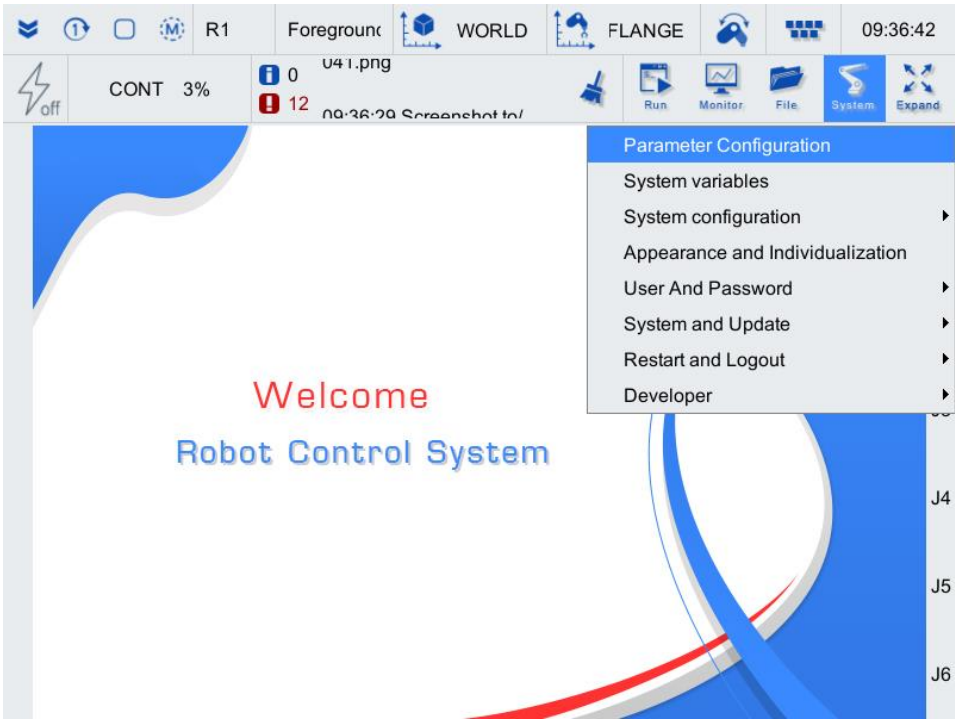 R1
Foregrounc
WORLD
FLANGE
09:36:42
off
CONT 3%
0
12
041.png
09:36:29 Screenshot to/
Run
Monitor
File
System
Expand
Parameter Configuration
System variables
System configuration
Appearance and Individualization
User And Password
System and Update
Restart and Logout
Developer
Welcome
Robot Control System
J4
J5
J6